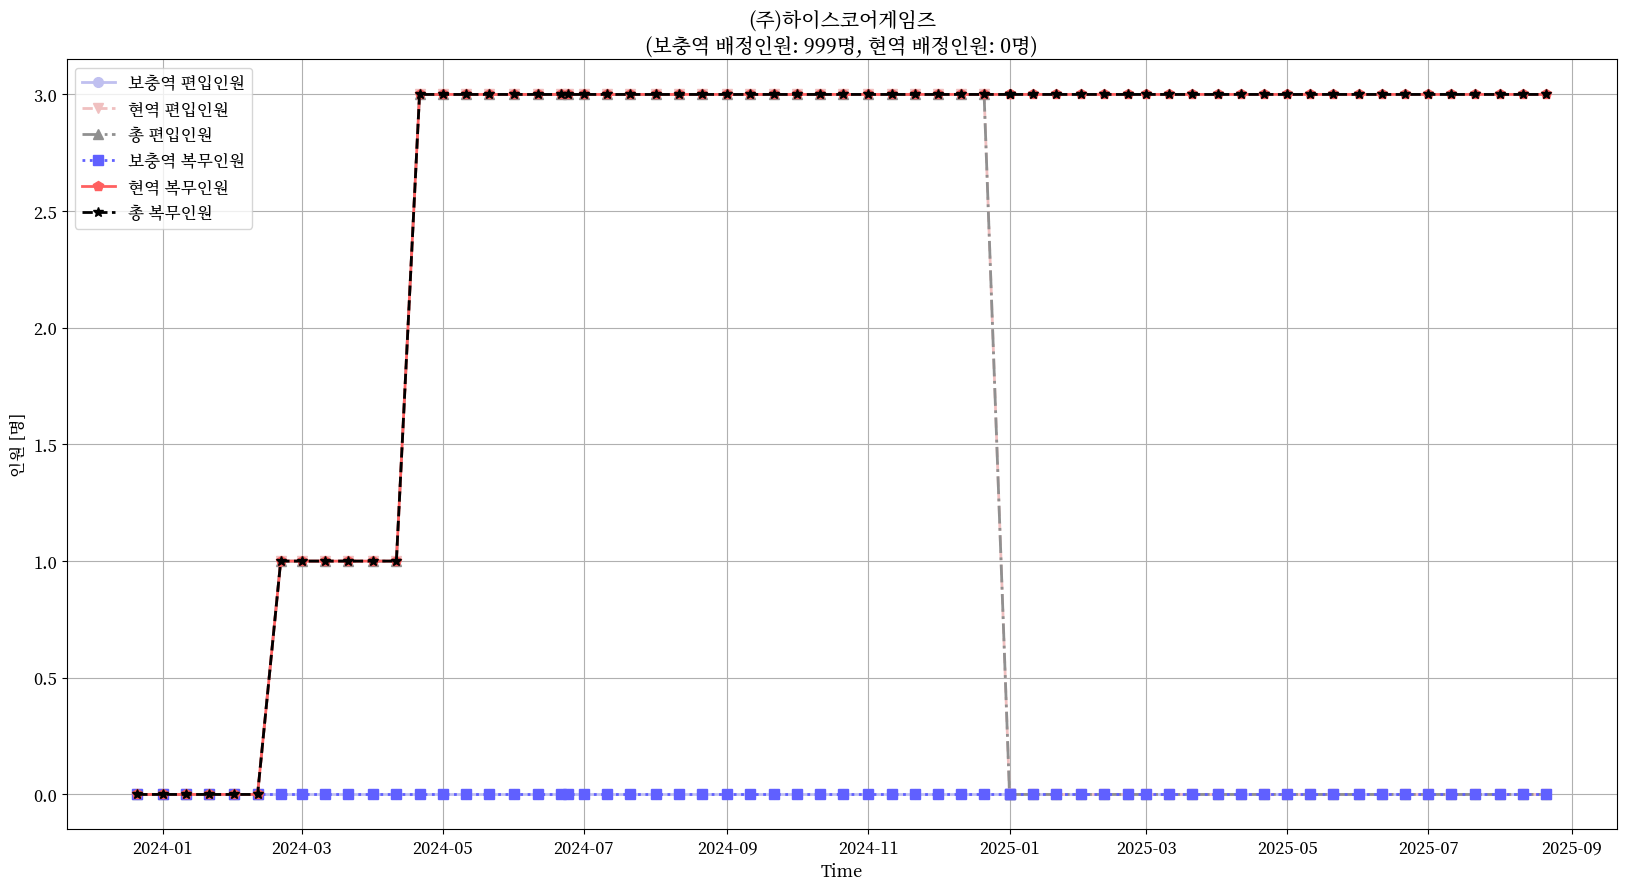 (주)하이스코어게임즈
(보충역 배정인원: 999명, 현역 배정인원: 0명)
보충역 편입인원
현역 편입인원
총 편입인원
보충역 복무인원
현역 복무인원
총 복무인원
3.0
2.5
2.0
1.5
1.0
0.5
0.0
인원 [명]
2024-01
2024-03
2024-05
2024-07
2024-09
2024-11
2025-01
2025-03
2025-05
2025-07
2025-09
Time